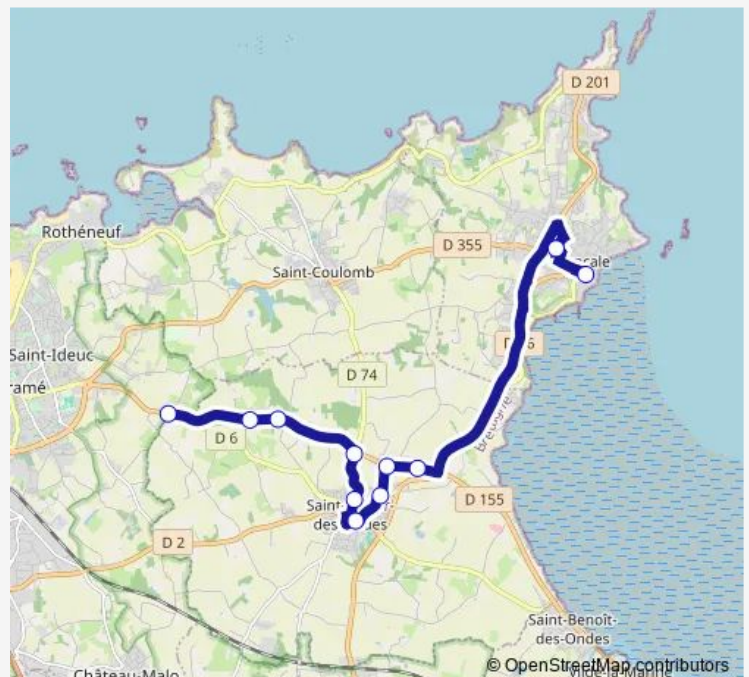 D 201
Rothéneuf
D 355
Saint-Coulomb
Saint-Ideuc
D 74
D 6
D 155
D 2
Saint-Benoît-
des-Ondes
Château-Malo
© OpenStreetMap contributors